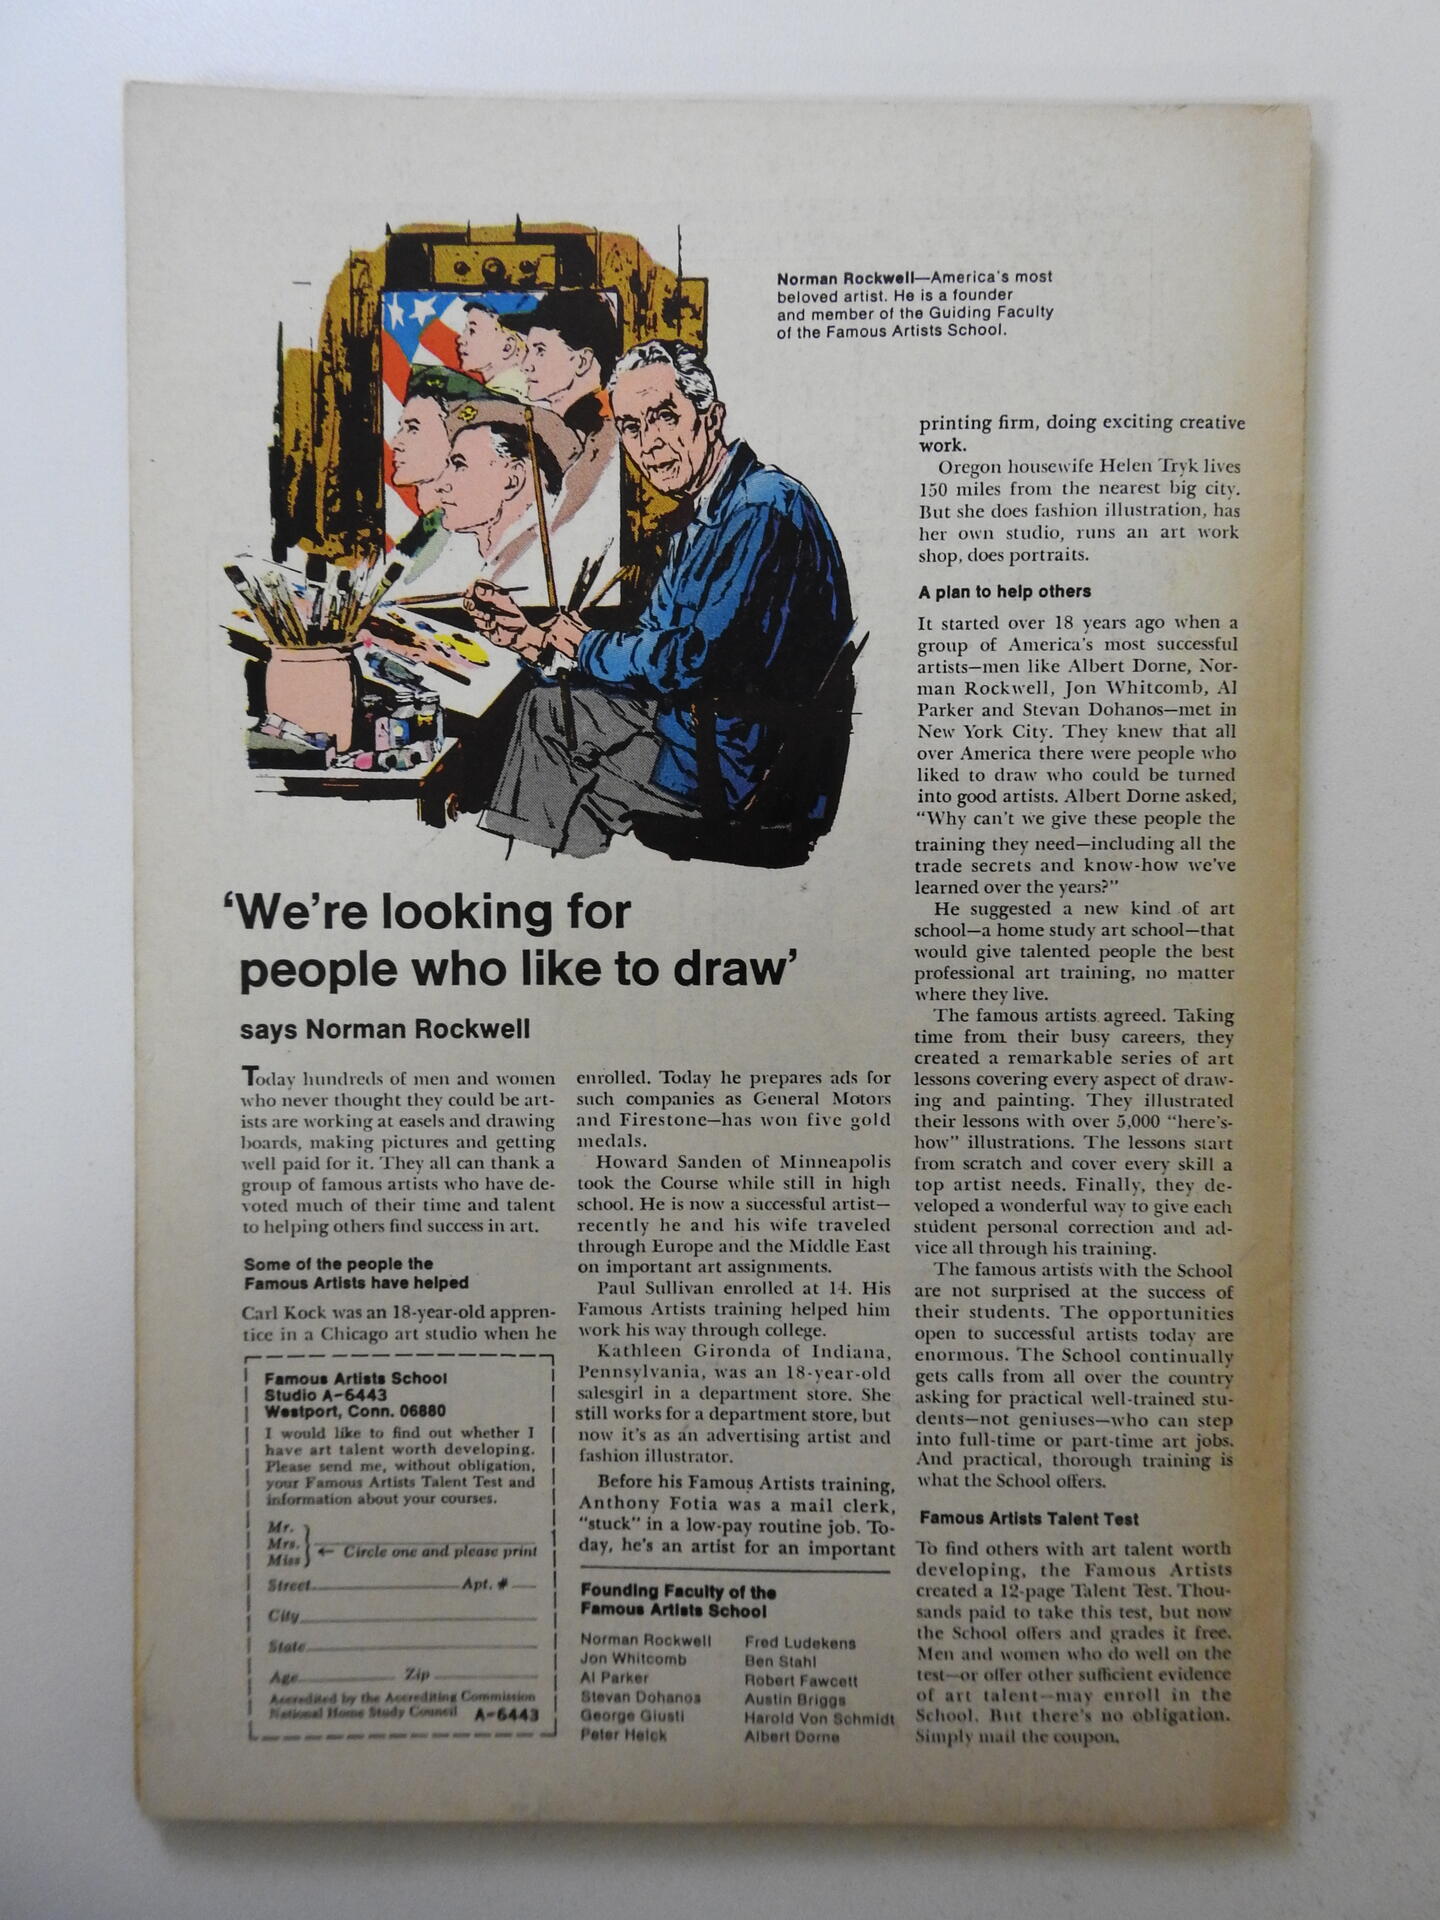 Norman Rockwell—America's most
beloved artist. He is a founder
and member of the Guiding Faculty
of the Famous Artists School.
'We're looking for
people who like to draw'
says Norman Rockwell
Today hundreds of men and women
who never thought they could be art-
ists are working at easels and drawing
boards, making pictures and getting
well paid for it. They all can thank a
group of famous artists who have de-
voted much of their time and talent
to helping others find success in art.
Some of the people the
Famous Artists have helped
Carl Kock was an 18-year-old appren-
tice in a Chicago art studio when he
enrolled. Today he prepares ads for
such companies as General Motors
and Firestone—has won five gold
medals.
Howard Sanden of Minneapolis
took the Course while still in high
school. He is now a successful artist—
recently he and his wife traveled
through Europe and the Middle East
on important art assignments.
Paul Sullivan enrolled at 14. His
Famous Artists training helped him
work his way through college.
Kathleen Gironda of Indiana,
Pennsylvania, was an 18-year-old
salesgirl in a department store. She
still works for a department store, but
now it's as an advertising artist and
fashion illustrator.
Before his Famous Artists training,
Anthony Fotia was a mail clerk,
"stuck" in a low-pay routine job. To-
day, he's an artist for an important
printing firm, doing exciting creative
work.
Oregon housewife Helen Tryk lives
150 miles from the nearest big city.
But she does fashion illustration, has
her own studio, runs an art work
shop, does portraits.
A plan to help others
It started over 18 years ago when a
group of America's most successful
artists—men like Albert Dorne, Nor-
man Rockwell, Jon Whitcomb, Al
Parker and Stevan Dohanos—met in
New York City. They knew that all
over America there were people who
liked to draw who could be turned
into good artists. Albert Dorne asked,
"Why can't we give these people the
training they need—including all the
trade secrets and know-how we've
learned over the years?"
He suggested a new kind of art
school—a home study art school—that
would give talented people the best
professional art training, no matter
where they live.
The famous artists agreed. Taking
time from their busy careers, they
created a remarkable series of art
lessons covering every aspect of draw-
ing and painting. They illustrated
their lessons with over 5,000 "here's-
how" illustrations. The lessons start
from scratch and cover every skill a
top artist needs. Finally, they de-
veloped a wonderful way to give each
student personal correction and ad-
vice all through his training.
The famous artists with the School
are not surprised at the success of
their students. The opportunities
open to successful artists today are
enormous. The School continually
gets calls from all over the country
asking for practical well-trained stu-
dents—not geniuses—who can step
into full-time or part-time art jobs.
And practical, thorough training is
what the School offers.
Famous Artists Talent Test
To find others with art talent worth
developing, the Famous Artists
created a 12-page Talent Test. Thou-
sands paid to take this test, but now
the School offers and grades it free.
Men and women who do well on the
test—or offer other sufficient evidence
of art talent—may enroll in the
School. But there's no obligation.
Simply mail the coupon.
Famous Artists School
Studio A-6443
Westport, Conn. 06880
I would like to find out whether I
have art talent worth developing.
Please send me, without obligation,
your Famous Artists Talent Test and
information about your courses.
Mr.
Mrs.
Miss
← Circle one and please print
Street Apt. #
City
State
Age Zip
Accredited by the Accrediting Commission
National Home Study Council A-6443
Founding Faculty of the
Famous Artists School
Norman Rockwell
Jon Whitcomb
Al Parker
Stevan Dohanos
George Giusti
Peter Helck
Fred Ludekens
Ben Stahl
Robert Fawcett
Austin Briggs
Harold Von Schmidt
Albert Dorne